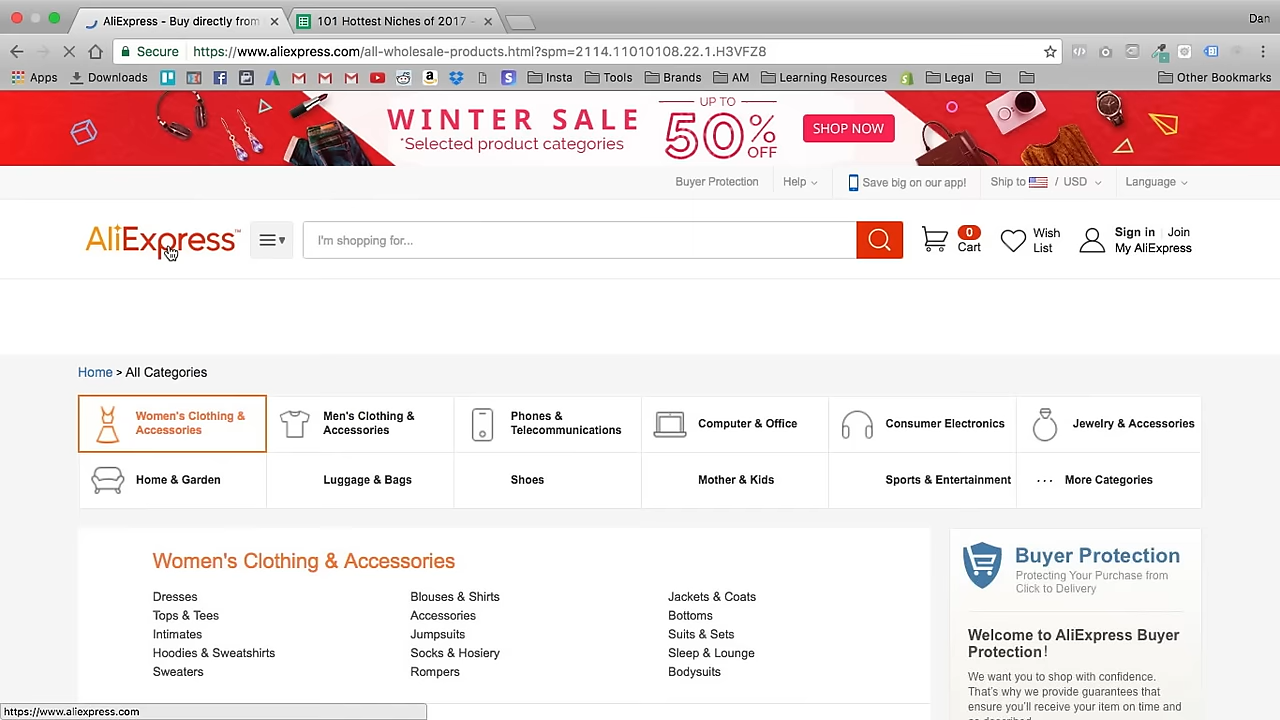 AliExpress - Buy directly from
101 Hottest Niches of 2017 -
Dan
Secure
https://www.aliexpress.com/all-wholesale-products.html?spm=2114.11010108.22.1.H3VFZ8
Apps
Downloads
Insta
Tools
Brands
AM
Learning Resourc
Legal
Other Bookmarks
WINTER SALE
*Selected product categories
UP TO
50% OFF
SHOP NOW
Buyer Protection
Help
Save big on our app!
Ship to / USD
Language
AliExpress™
I'm shopping for...
0
Cart
Wish
List
Sign in | Join
My AliExpress
Home > All Categories
Women's Clothing &
Accessories
Men's Clothing &
Accessories
Phones &
Telecommunications
Computer & Office
Consumer Electronics
Jewelry & Accessories
Home & Garden
Luggage & Bags
Shoes
Mother & Kids
Sports & Entertainment
... More Categories
Women's Clothing & Accessories
Dresses
Blouses & Shirts
Jackets & Coats
Tops & Tees
Accessories
Bottoms
Intimates
Jumpsuits
Suits & Sets
Hoodies & Sweatshirts
Socks & Hosiery
Sleep & Lounge
Sweaters
Rompers
Bodysuits
Buyer Protection
Protecting Your Purchase from
Click to Delivery
Welcome to AliExpress Buyer
Protection!
We want you to shop with confidence.
That's why we provide guarantees that
ensure you'll receive your item on time and
https://www.aliexpress.com